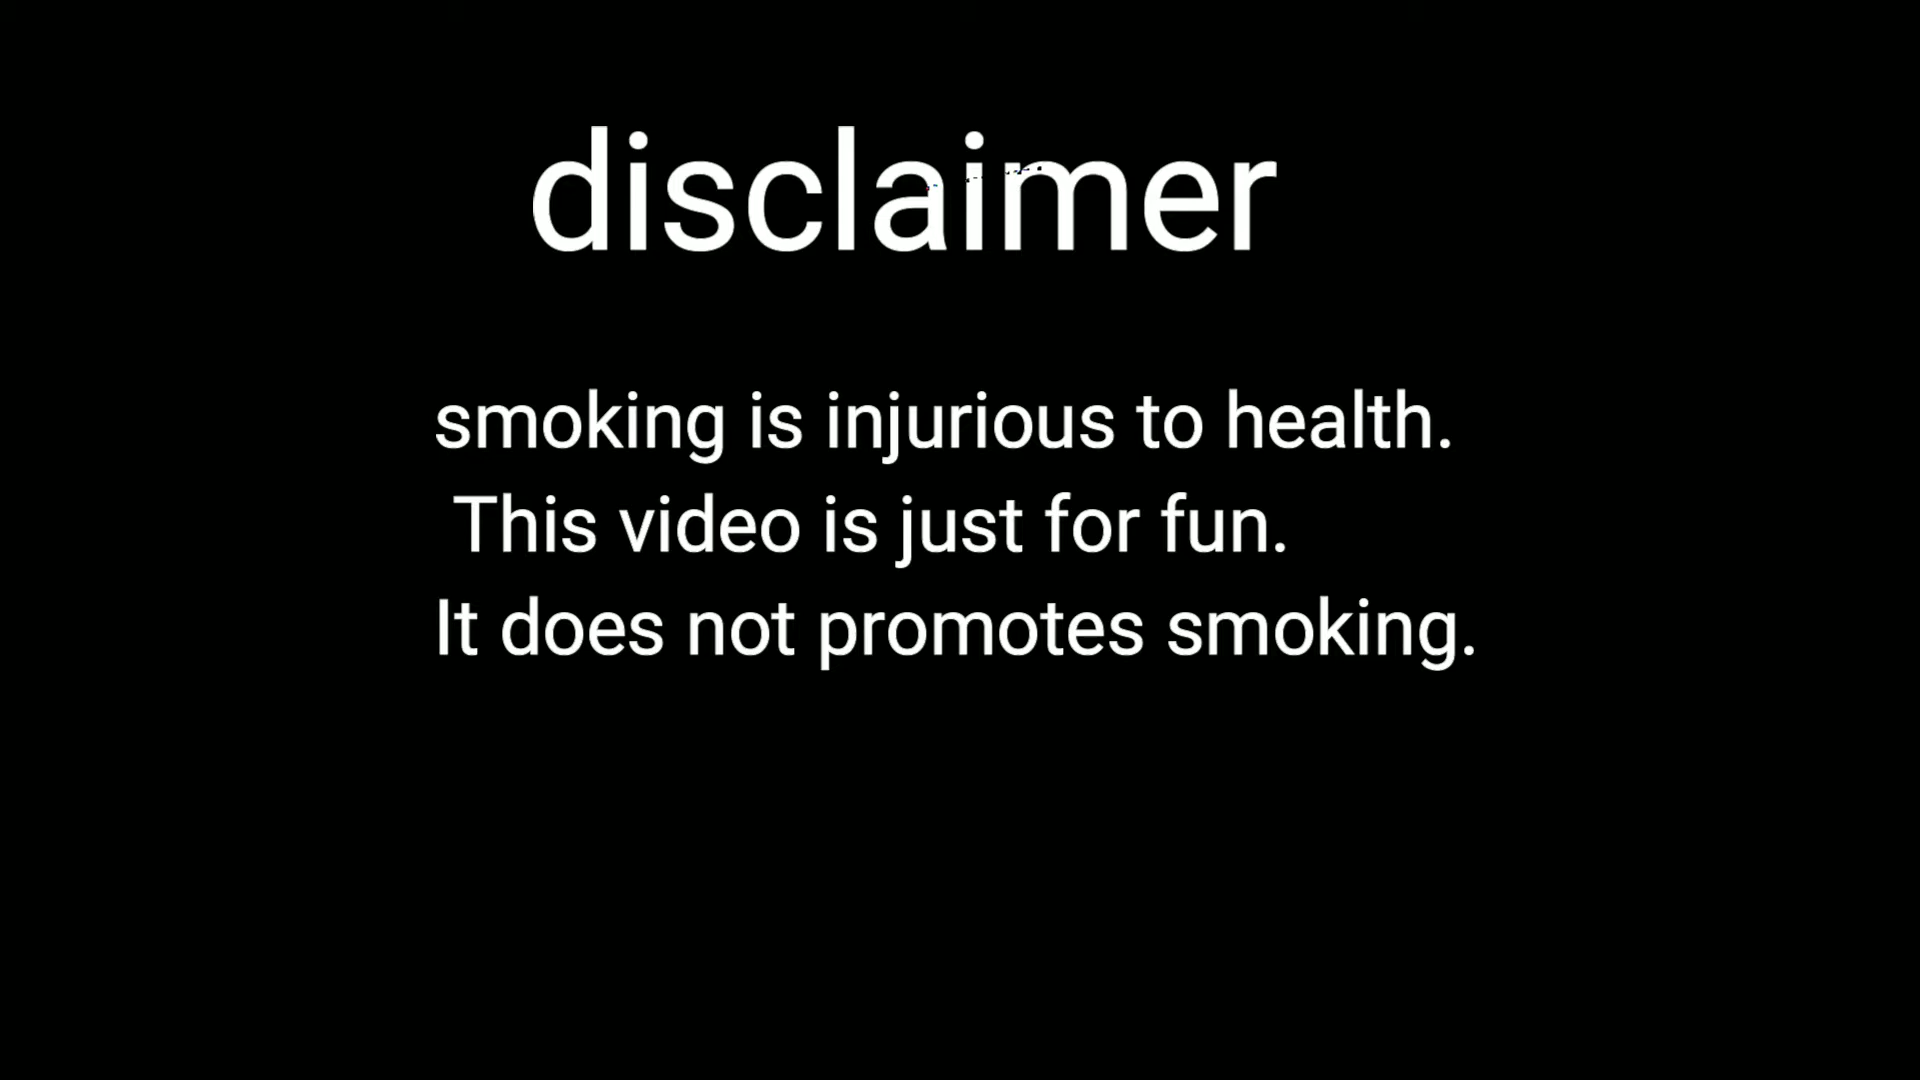 disclaimer
smoking is injurious to health.
This video is just for fun.
It does not promotes smoking.